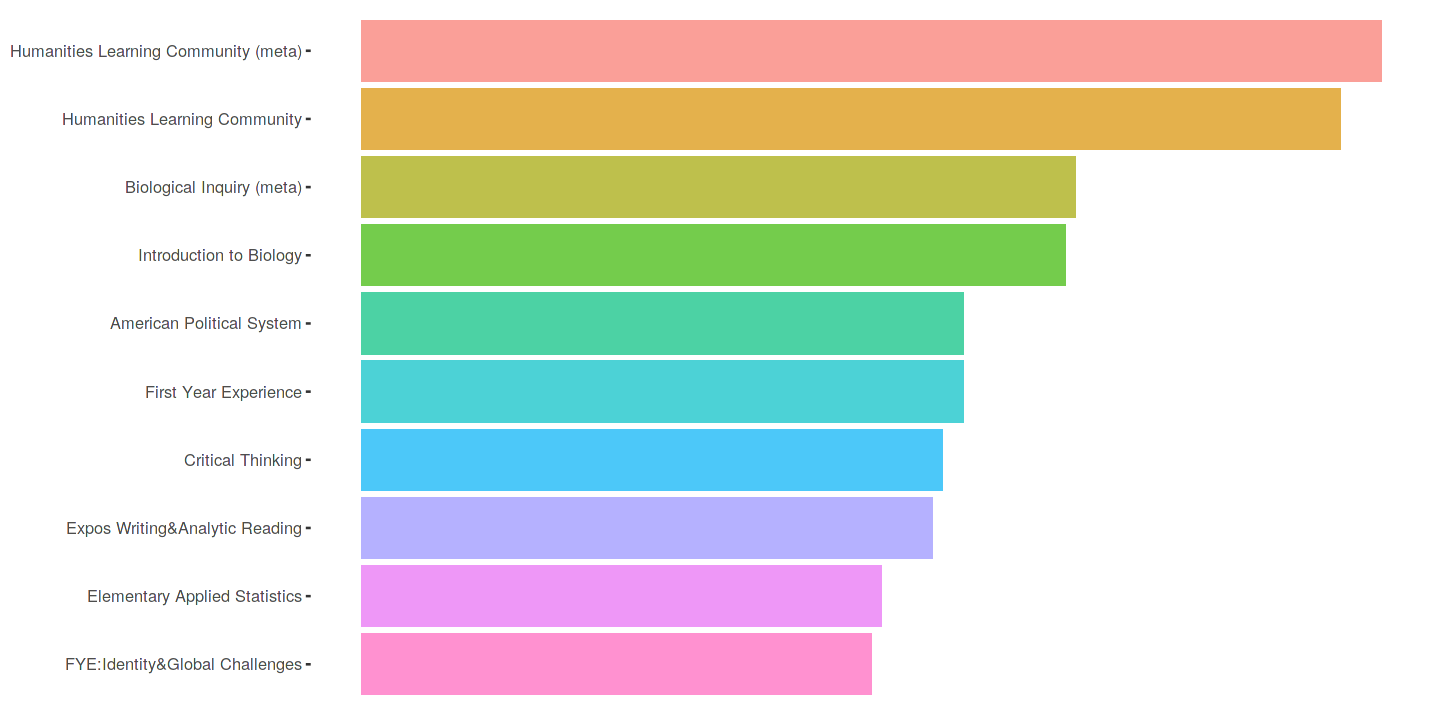 Humanities Learning Community (meta)
Humanities Learning Community
Biological Inquiry (meta)
Introduction to Biology
American Political System
First Year Experience
Critical Thinking
Expos Writing&Analytic Reading
Elementary Applied Statistics
FYE:Identity&Global Challenges